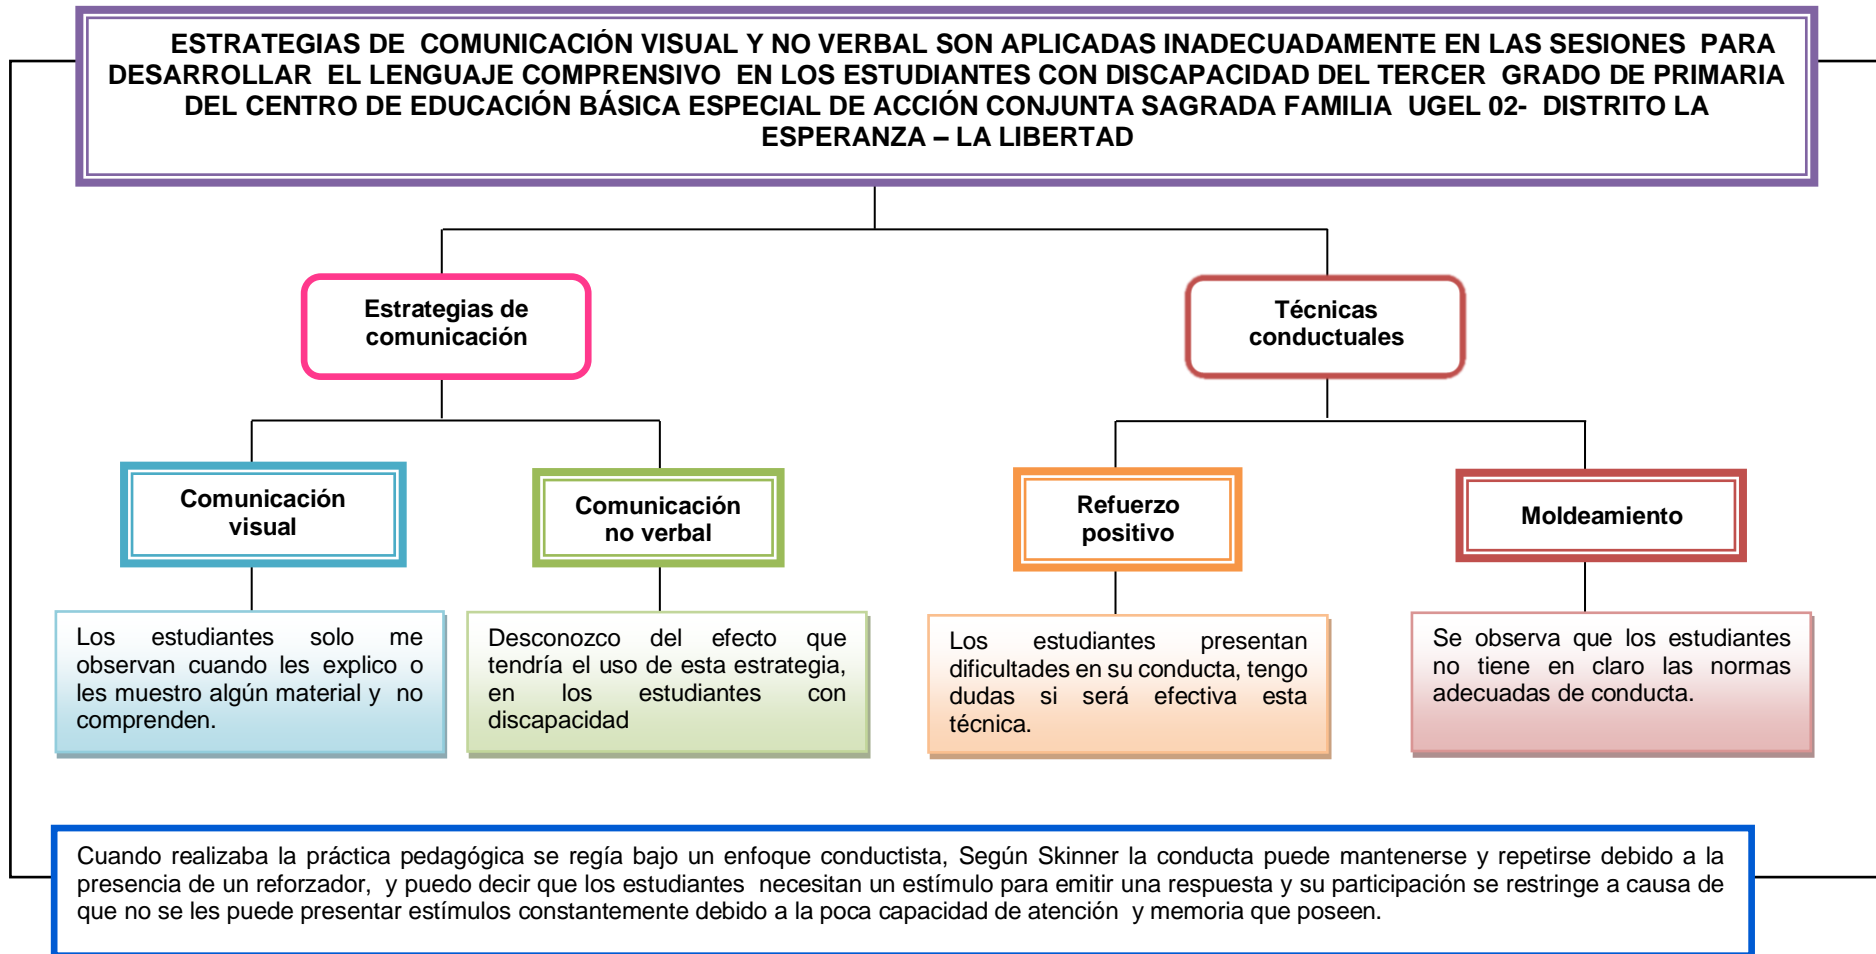 ESTRATEGIAS DE COMUNICACIÓN VISUAL Y NO VERBAL SON APLICADAS INADECUADAMENTE EN LAS SESIONES PARA
DESARROLLAR EL LENGUAJE COMPRENSIVO EN LOS ESTUDIANTES CON DISCAPACIDAD DEL TERCER GRADO DE PRIMARIA
DEL CENTRO DE EDUCACIÓN BÁSICA ESPECIAL DE ACCIÓN CONJUNTA SAGRADA FAMILIA UGEL 02- DISTRITO LA
ESPERANZA – LA LIBERTAD
Estrategias de
comunicación
Técnicas
conductuales
Comunicación
visual
Comunicación
no verbal
Refuerzo
positivo
Moldeamiento
Los estudiantes solo me
observan cuando les explico o
les muestro algún material y no
comprenden.
Desconozco del efecto que
tendría el uso de esta estrategia,
en los estudiantes con
discapacidad
Los estudiantes presentan
dificultades en su conducta, tengo
dudas si será efectiva esta
técnica.
Se observa que los estudiantes
no tiene en claro las normas
adecuadas de conducta.
Cuando realizaba la práctica pedagógica se regía bajo un enfoque conductista, Según Skinner la conducta puede mantenerse y repetirse debido a la
presencia de un reforzador, y puedo decir que los estudiantes necesitan un estímulo para emitir una respuesta y su participación se restringe a causa de
que no se les puede presentar estímulos constantemente debido a la poca capacidad de atención y memoria que poseen.